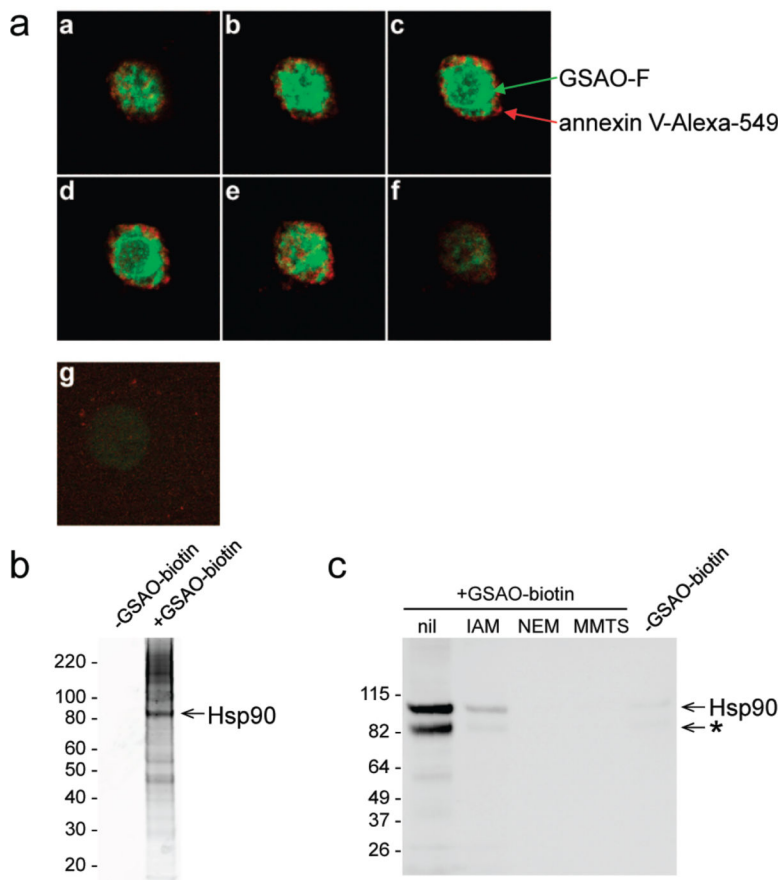 a
a b c
GSAO-F
annexin V-Alexa-549
d e f
g
b
-GSAO-biotin
+GSAO-biotin
220 -
100 -
80 -
60 -
50 -
40 -
30 -
20 -
Hsp90
c
+GSAO-biotin
-GSAO-biotin
nil IAM NEM MMTS
115 -
82 -
64 -
49 -
37 -
26 -
Hsp90
*